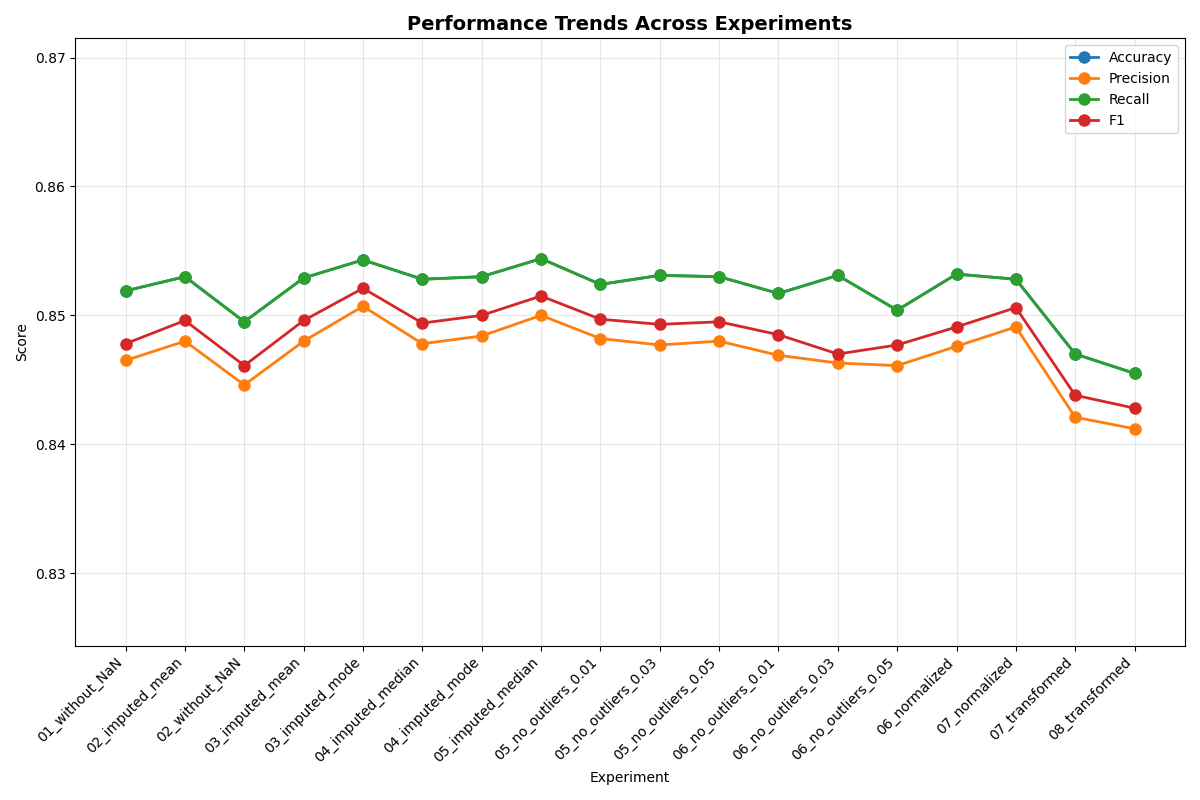 Performance Trends Across Experiments
Accuracy
Precision
Recall
F1
0.87
0.86
0.85
0.84
0.83
Score
01_without_NaN
02_imputed_mean
02_without_NaN
03_imputed_mean
03_imputed_mode
04_imputed_median
04_imputed_mode
05_imputed_median
05_no_outliers_0.01
05_no_outliers_0.03
05_no_outliers_0.05
06_no_outliers_0.01
06_no_outliers_0.03
06_no_outliers_0.05
06_normalized
07_normalized
07_transformed
08_transformed
Experiment